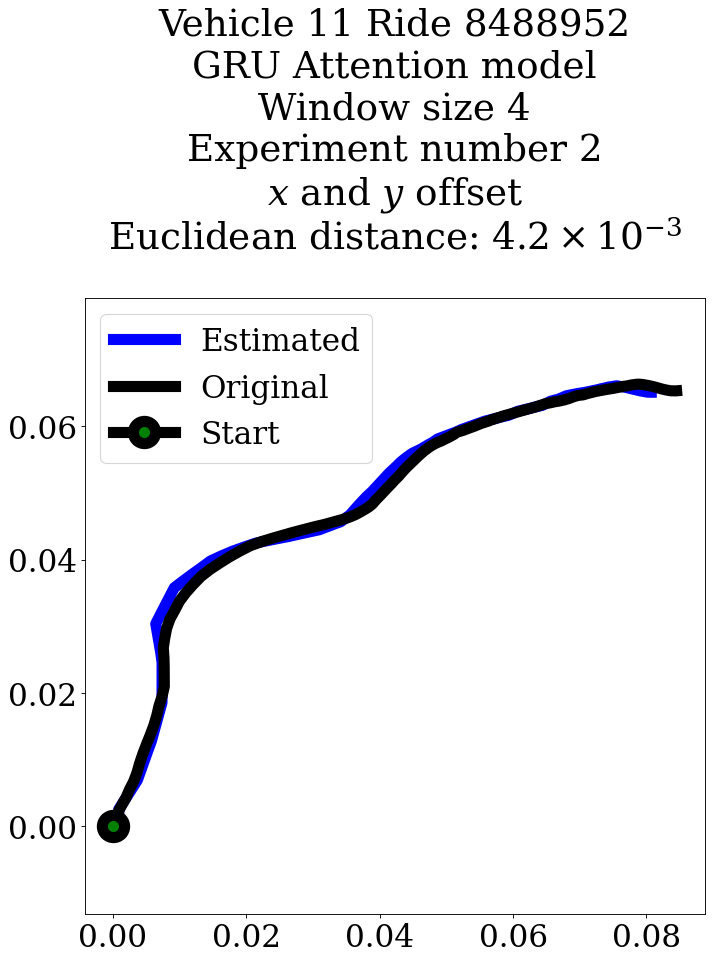 Vehicle 11 Ride 8488952
GRU Attention model
Window size 4
Experiment number 2
x and y offset
Euclidean distance: 4.2 × 10⁻³
Estimated
Original
Start
0.06
0.04
0.02
0.00
0.00 0.02 0.04 0.06 0.08